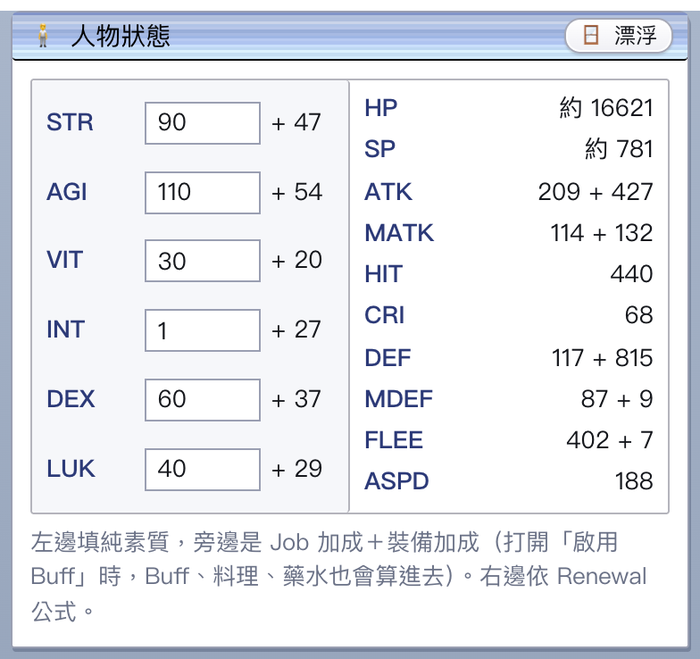 人物狀態
漂浮
STR 90 + 47
AGI 110 + 54
VIT 30 + 20
INT 1 + 27
DEX 60 + 37
LUK 40 + 29
HP 約 16621
SP 約 781
ATK 209 + 427
MATK 114 + 132
HIT 440
CRI 68
DEF 117 + 815
MDEF 87 + 9
FLEE 402 + 7
ASPD 188
左邊填純素質，旁邊是 Job 加成＋裝備加成（打開「啟用
Buff」時，Buff、料理、藥水也會算進去）。右邊依 Renewal
公式。